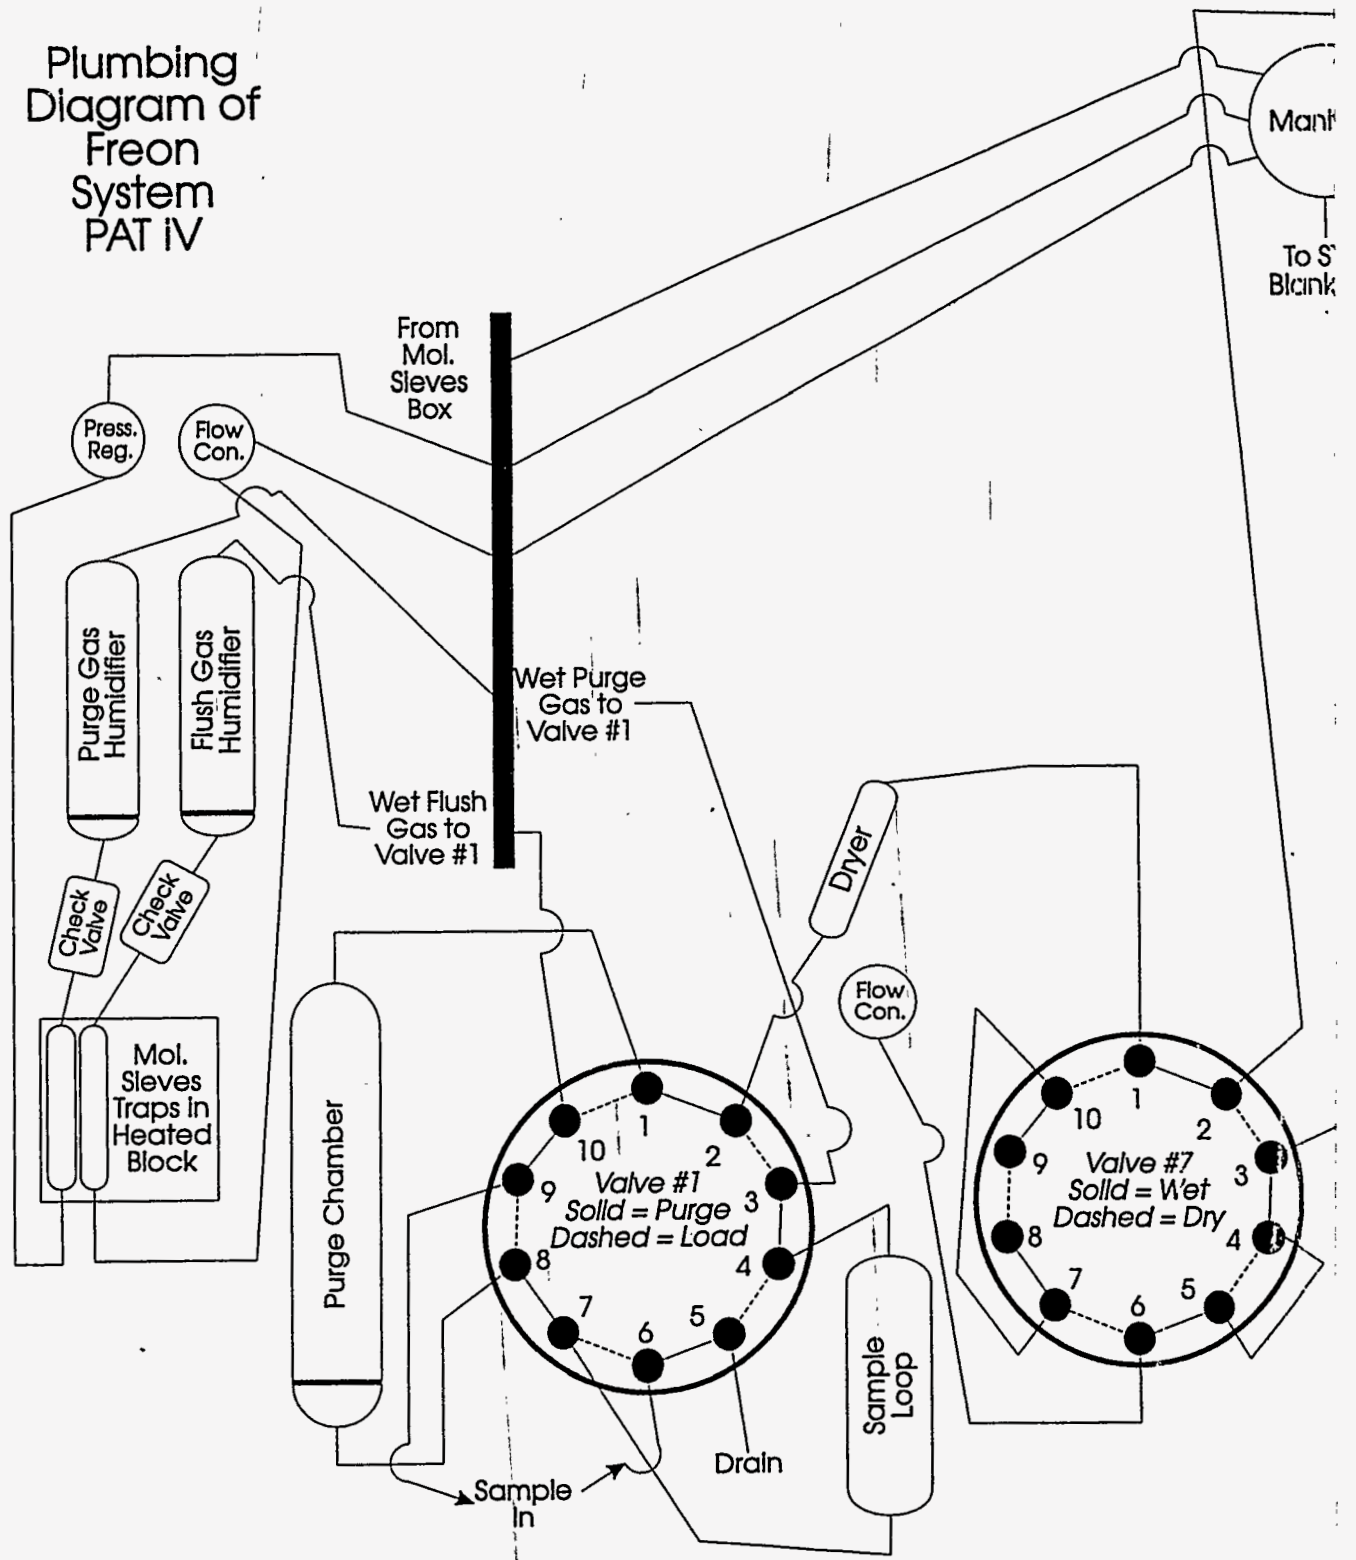 Plumbing
Diagram of
Freon
System
PAT IV
To
Blank
From
Mol.
Sieves
Box
Press.
Reg.
Flow
Con.
Purge Gas
Humidifier
Flush Gas
Humidifier
Wet Purge
Gas to
Valve #1
Wet Flush
Gas to
Valve #1
Dryer
Check
Valve
Check
Valve
Flow
Con.
Mol.
Sieves
Traps in
Heated
Block
Purge Chamber
1
2
3
4
5
6
7
8
9
10
Valve #1
Solid = Purge
Dashed = Load
1
2
3
4
5
6
7
8
9
10
Valve #7
Solid = Wet
Dashed = Dry
Sample
Loop
Drain
Sample
In